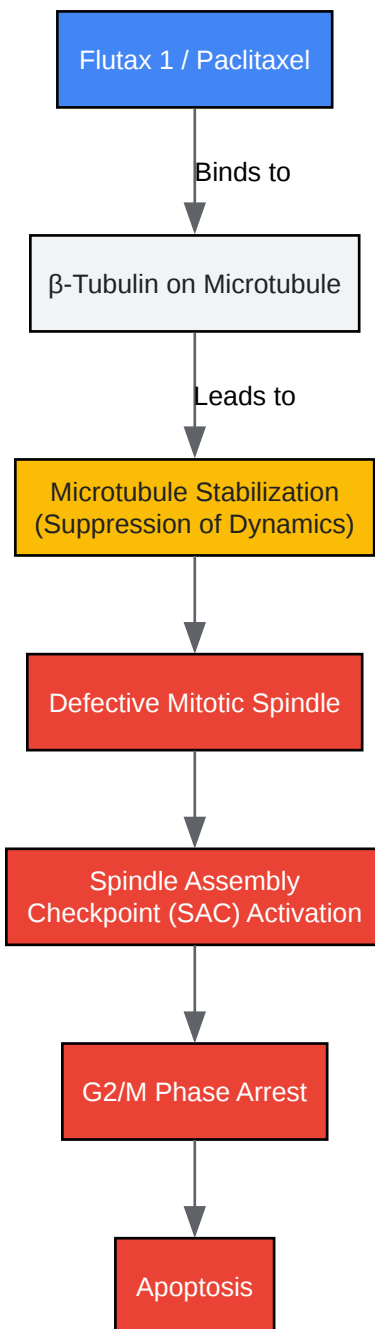 Flutax 1 / Paclitaxel
Binds to
β-Tubulin on Microtubule
Leads to
Microtubule Stabilization
(Suppression of Dynamics)
Defective Mitotic Spindle
Spindle Assembly
Checkpoint (SAC) Activation
G2/M Phase Arrest
Apoptosis